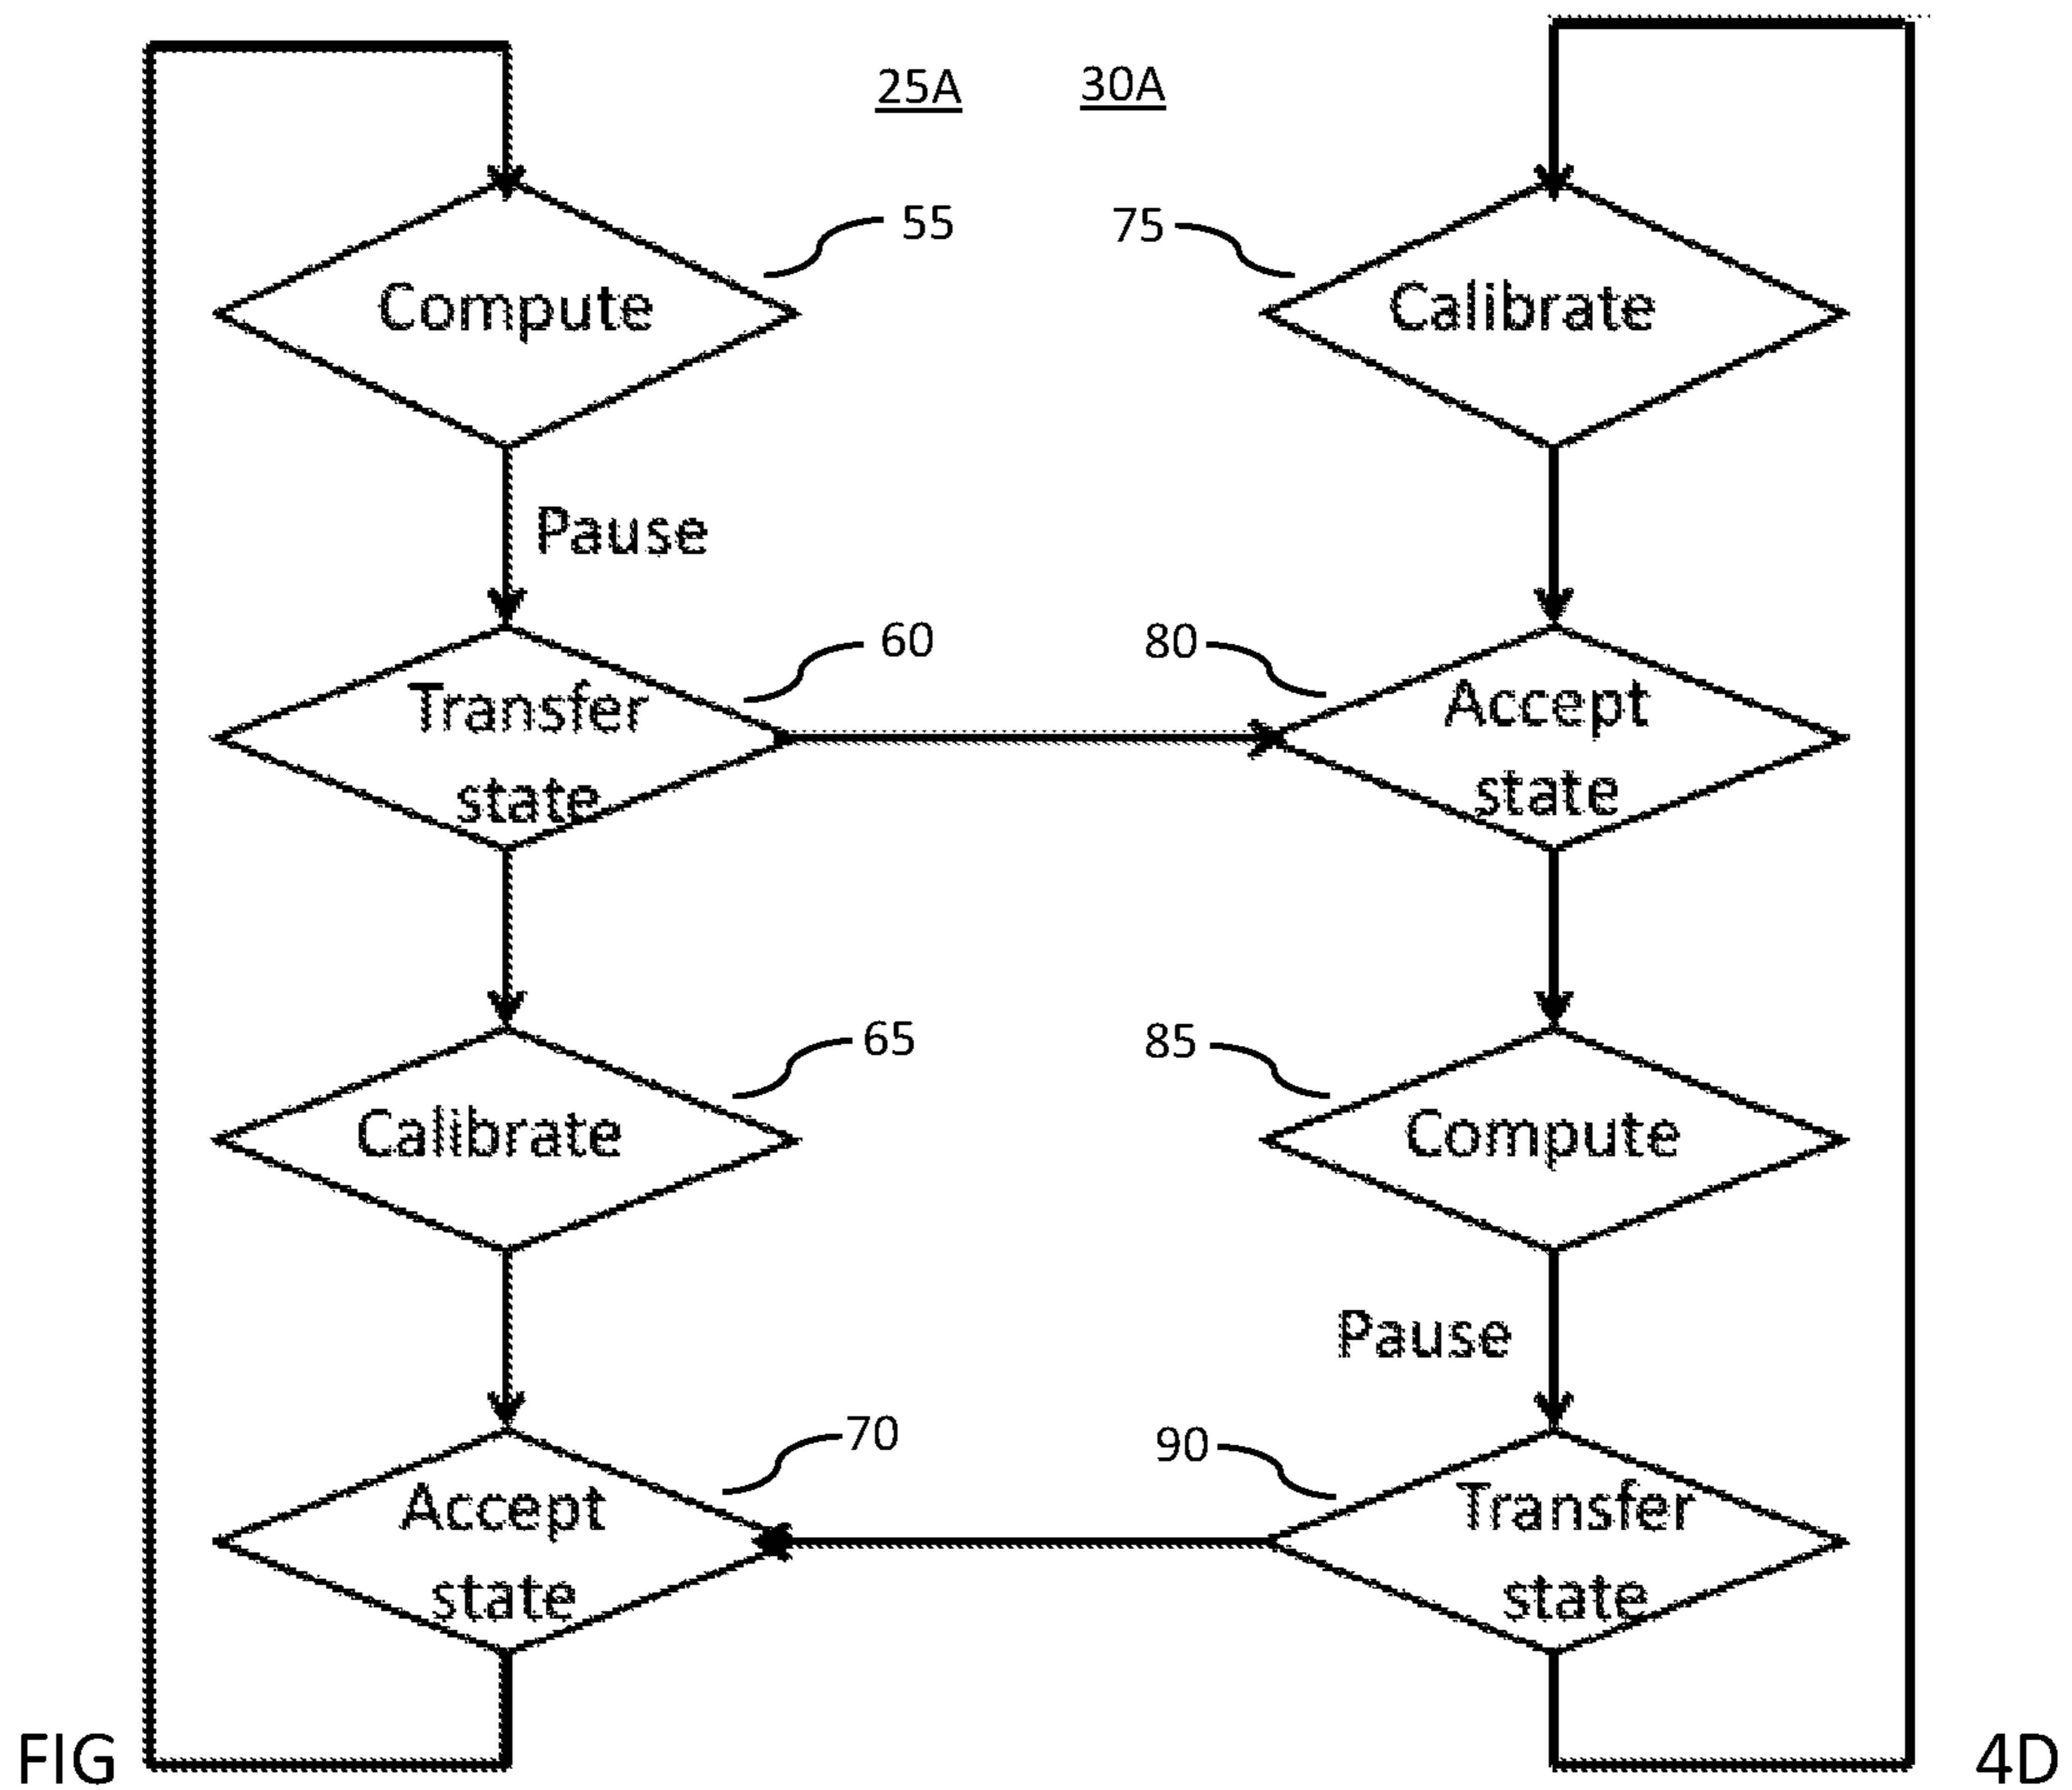 25A 30A
55 75
Compute Calibrate
Pause
60 80
Transfer Accept
state state
65 85
Calibrate Compute
Pause
70 90
Accept Transfer
state state
FIG 4D